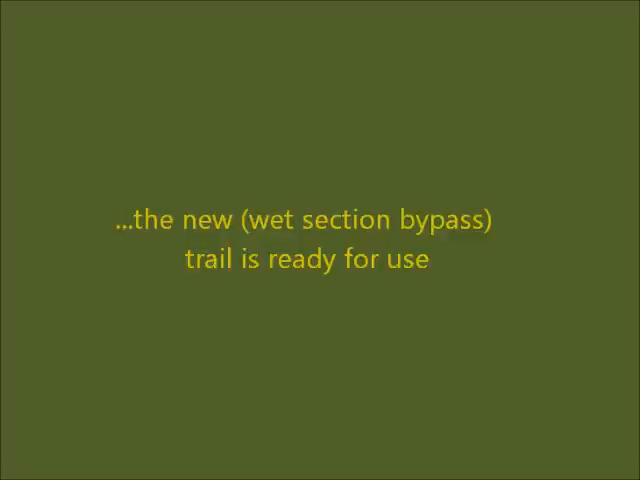 ...the new (wet section bypass)
trail is ready for use